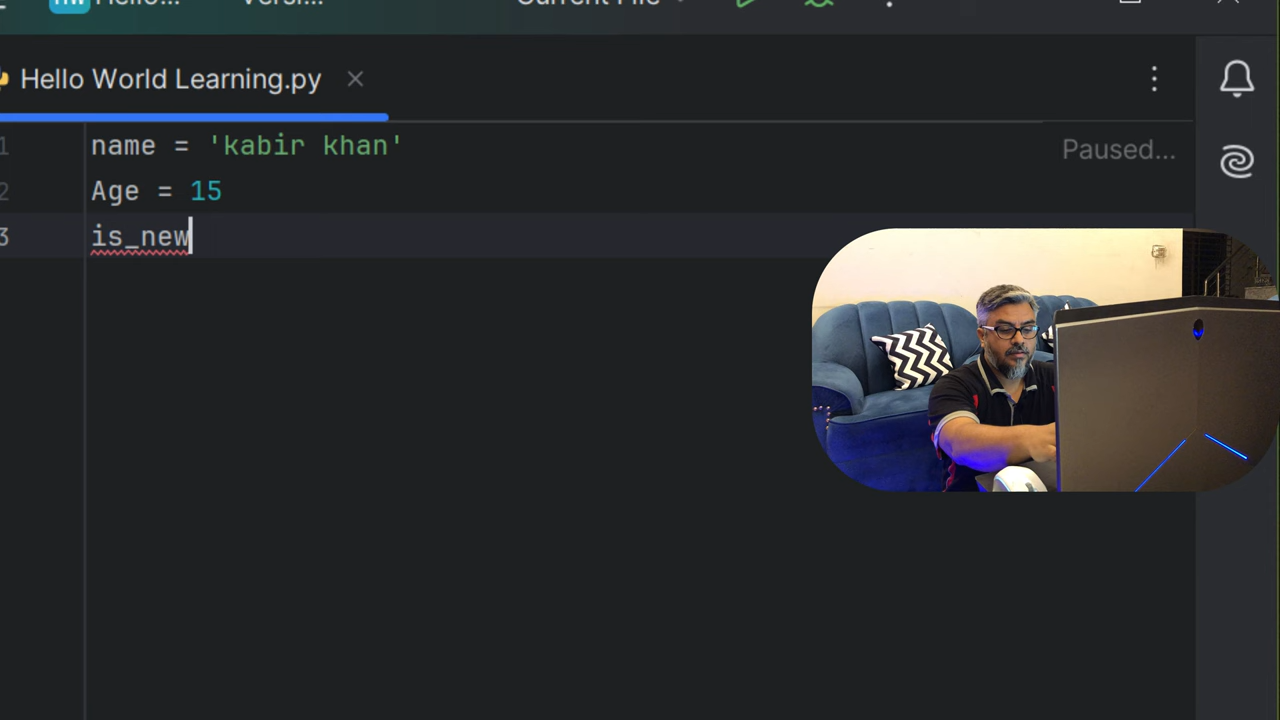 Hello World Learning.py
Paused...
1 name = 'kabir khan'
2 Age = 15
3 is_new